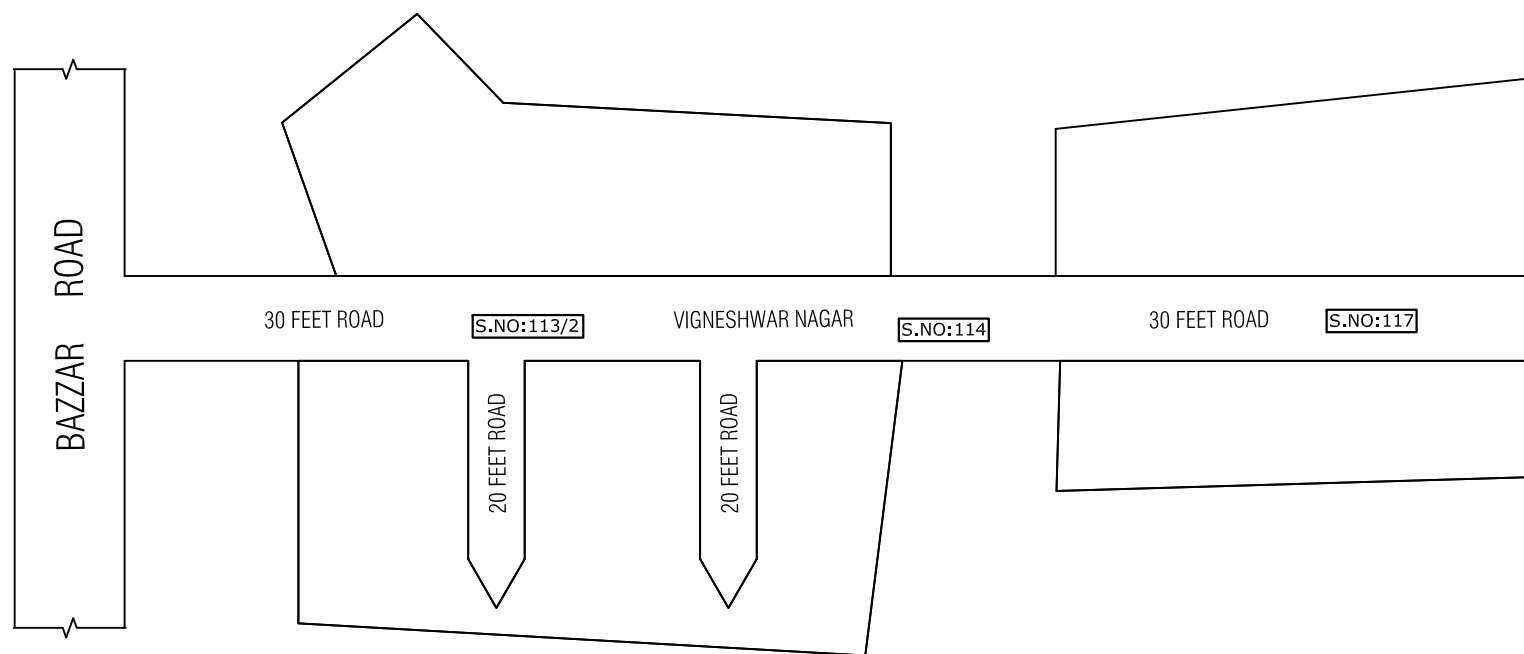 BAZZAR ROAD
30 FEET ROAD
S.NO:113/2
VIGNESHWAR NAGAR
S.NO:114
30 FEET ROAD
S.NO:117
20 FEET ROAD
20 FEET ROAD